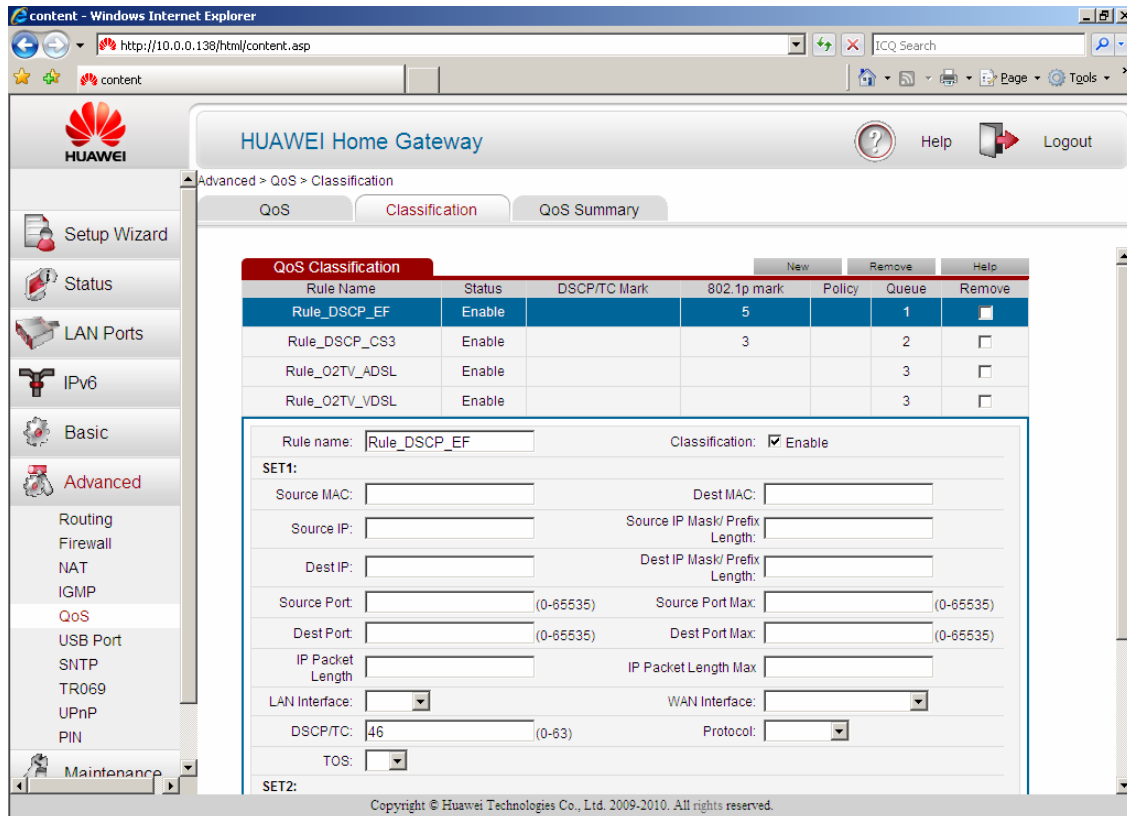 content - Windows Internet Explorer
http://10.0.0.138/html/content.asp
ICQ Search
content
Page
Tools
HUAWEI
HUAWEI Home Gateway
Help
Logout
Advanced > QoS > Classification
QoS
Classification
QoS Summary
Setup Wizard
Status
LAN Ports
IPv6
Basic
Advanced
Routing
Firewall
NAT
IGMP
QoS
USB Port
SNTP
TR069
UPnP
PIN
Maintenance
QoS Classification
New Remove Help
Rule Name Status DSCP/TC Mark 802.1p mark Policy Queue Remove
Rule_DSCP_EF Enable 5 1
Rule_DSCP_CS3 Enable 3 2
Rule_O2TV_ADSL Enable 3
Rule_O2TV_VDSL Enable 3
Rule name: Rule_DSCP_EF Classification: Enable
SET1:
Source MAC: Dest MAC:
Source IP: Source IP Mask/ Prefix
Length:
Dest IP: Dest IP Mask/ Prefix
Length:
Source Port: (0-65535) Source Port Max: (0-65535)
Dest Port: (0-65535) Dest Port Max: (0-65535)
IP Packet
Length IP Packet Length Max
LAN Interface: WAN Interface:
DSCP/TC: 46 (0-63) Protocol:
TOS:
SET2:
Copyright © Huawei Technologies Co., Ltd. 2009-2010. All rights reserved.